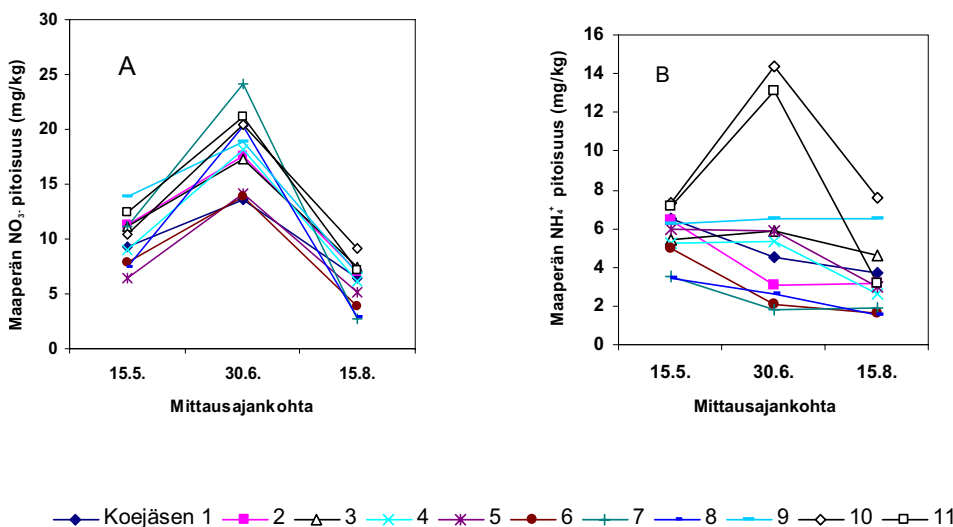 A
Maaperän NO₃- pitoisuus (mg/kg)
30
25
20
15
10
5
0
15.5. 30.6. 15.8.
Mittausajankohta
B
Maaperän NH₄⁺ pitoisuus (mg/kg)
16
14
12
10
8
6
4
2
0
15.5. 30.6. 15.8.
Mittausajankohta
Koejäsen 1 2 3 4 5 6 7 8 9 10 11